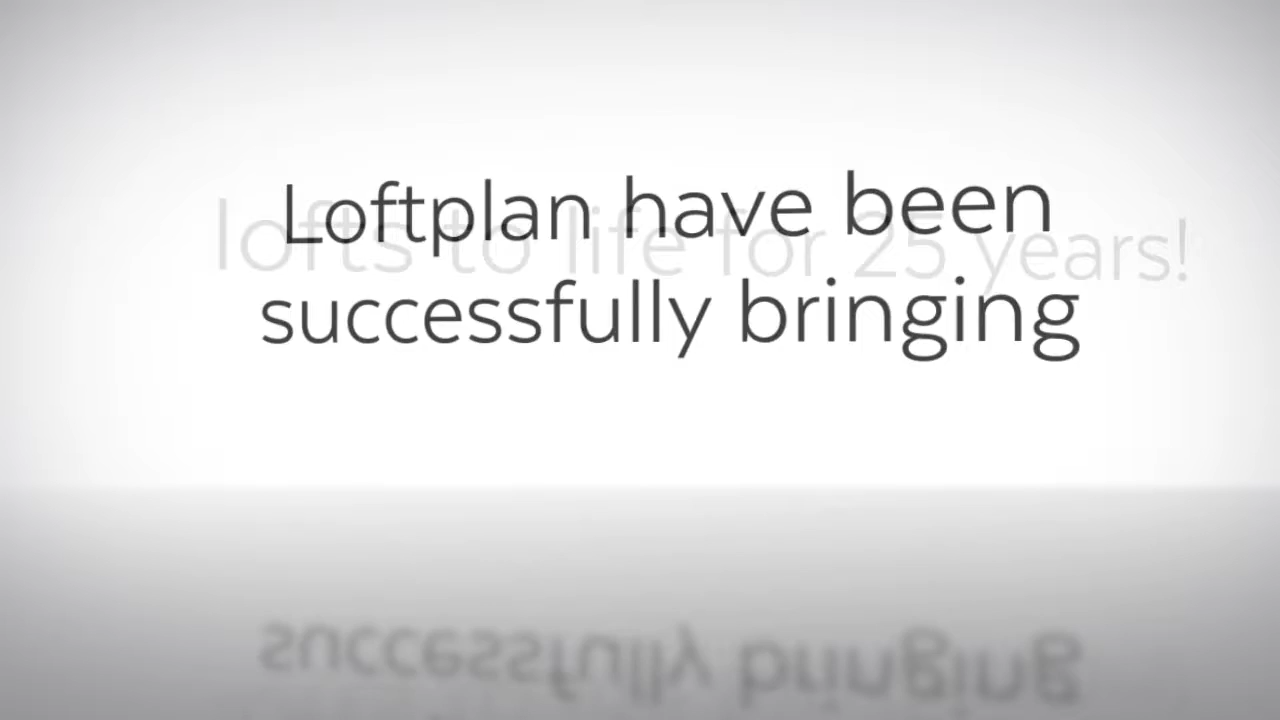 Loftplan have been
successfully bringing
lofts to life for 25 years!